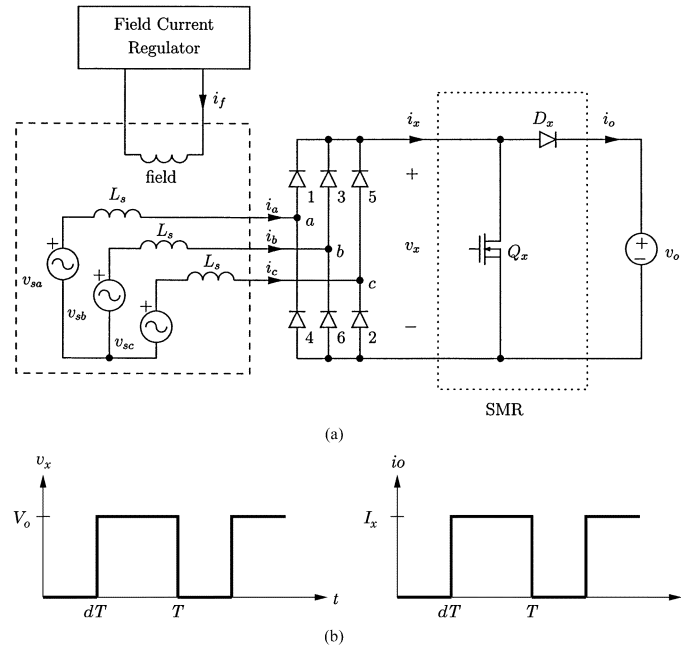 Field Current
Regulator
i_f
field
L_s
L_s
L_s
i_a
i_b
i_c
a
b
c
v_sa
v_sb
v_sc
+
+
+
1
3
5
4
6
2
i_x
+
v_x
−
D_x
Q_x
SMR
i_o
+
−
v_o
(a)
v_x
V_o
dT
T
t
io
I_x
dT
T
(b)